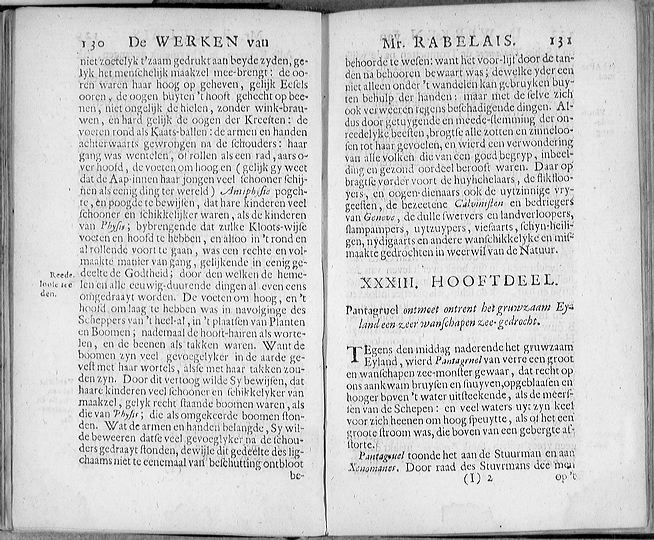 130 De WERKEN van
niet zoetelyk t'zaam gedrukt aan beyde zyden, ge-
lyk het menschelijk maakzel mee-brengt: de oo-
ren waren haar hoog op geheven, gelijk Eesels
ooren, de oogen buyten 't hooft gehecht op bee-
nen, niet ongelijk de hielen, zonder wink-brau-
wen, en hard gelijk de oogen der Kreeften: de
voeten rond als Kaats-ballen: de armen en handen
achterwaarts gewrongen na de schouders: haar
gang was wentelen, of rollen als een rad, aars o-
ver hoofd, de voeten om hoog en (gelijk gy weet
dat de Aap-innen haar jongen veel schooner schij-
nen als eenig ding ter wereld) Antiphysie pogch-
te, en poogde te bewijsen, dat hare kinderen veel
schooner en schikkelijker waren, als de kinderen
van Physis; bybrengende dat zulke Kloots-wijse
voeten en hoofd te hebben, en altoo in 't rond en
al rollende voort te gaan, was een rechte en vol-
maakte manier van gang, gelijkende in eenig ge-
deelte de Godtheid; door den welken de heme-
len en alle eeuwig-duurende dingen al even eens
omgedraayt worden. De voeten om hoog, en 't
hoofd om laag te hebben was in navolginge des
Scheppers van 't heel-al, in 't plaatsen van Planten
en Boomen; nademaal de hooft-haren als worte-
len, en de beenen als takken waren. Want de
boomen zyn veel gevoegelyker in de aarde ge-
vest met haar wortels, alsse met haar takken zou-
den zyn. Door dit vertoog wilde Sy bewijsen, dat
haare kinderen veel schooner en schikkelyker van
maakzel, gelyk recht staande boomen waren, als
die van Physis; die als omgekeerde boomen ston-
den. Wat de armen en handen belangde, Sy wil-
de beweeren datse veel gevoeglyker na de schou-
ders gedraayt stonden, dewijle dit gedeelte des lig-
chaams niet te eenemaal van beschutting ontbloot
be-
Reede-
den.
Mr. RABELAIS. 131
behoorde te wesen: want het voor-lijf door de tan-
den na behooren bewaart was; dewelke yder een
niet alleen onder 't wandelen kan gebruyken buy-
ten behulp der handen: maar met de selve zich
ook verweeren tegens beschadigende dingen. Al-
dus door getuygende en meede-stemming der on-
reedelyke beesten, brogtse alle zotten en zinneloo-
sen tot haar gevoelen, en wierd een verwondering
van alle volken die van een goed begryp, inbeel-
ding en gezond oordeel berooft waren. Daar op
bragtse vorder voort de huychelaars, de flikfloo-
yers, en oogen-dienaars ook de uytzinnige vry-
geesten, de bezeetene Calvinisten en bedriegers
van Geneve, de dulle swervers en landverloopers,
stampampers, uytzuypers, viesaarts, schyn-heili-
gen, nydigaarts en andere wanschikkelyke en mis-
maakte gedrochten in weerwil van de Natuur.
XXXIII. HOOFTDEEL.
Pantagruel ontmoet ontrent het gruwzaam Ey-
land een zeer wanschapen zee-gedrocht.
TEgens den middag naderende het gruwzaam
Eyland, wierd Pantagruel van verre een groot
en wanschapen zee-monster gewaar, dat recht op
ons aankwam bruysen en snuyven, opgeblaasen en
hooger boven 't water uitsteekende, als de meers-
sen van de Schepen: en veel waters uyt zyn keel
voor zich heenen om hoog speuytte, als of het een
groote stroom was, die boven van een gebergte af-
stortte.
Pantagruel toonde het aan de Stuurman en aan
Xenomanes. Door raad des Stuurmans dee men
(I) 2 op 't